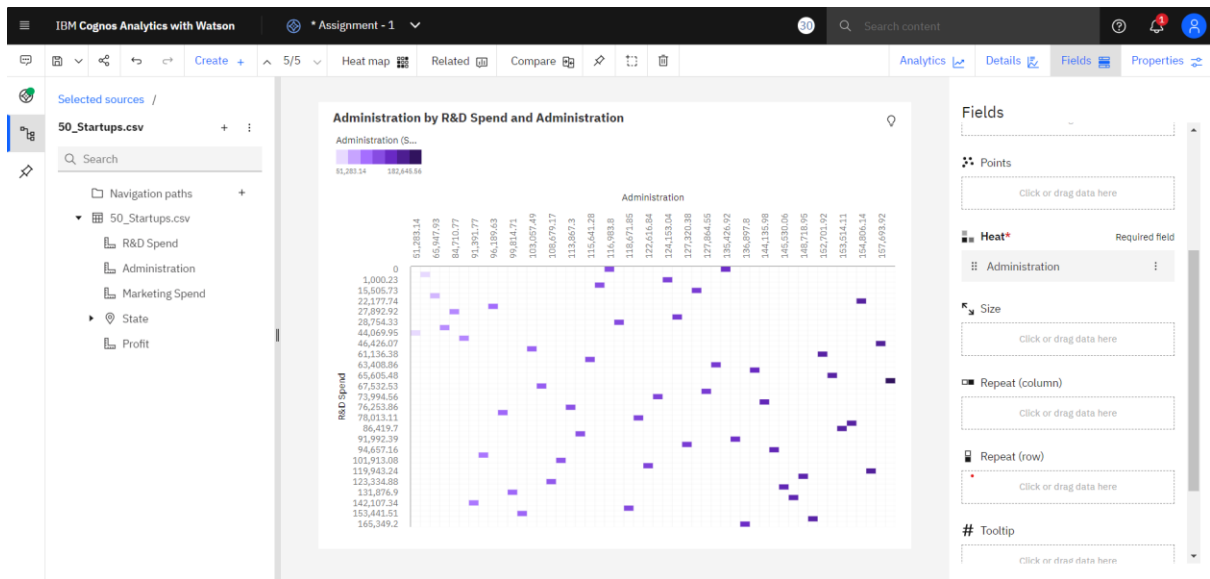 IBM Cognos Analytics with Watson
* Assignment - 1
30
Search content
1
Create +
5/5
Heat map
Related
Compare
Analytics
Details
Fields
Properties
Selected sources /
50_Startups.csv
Search
Navigation paths
50_Startups.csv
R&D Spend
Administration
Marketing Spend
State
Profit
Administration by R&D Spend and Administration
Administration (S...
51,283.14 182,645.56
Administration
51,283.14
65,947.93
84,710.77
91,391.77
96,189.63
99,814.71
103,057.49
108,679.17
113,867.3
115,641.28
116,983.8
118,671.85
122,616.84
124,153.04
127,320.38
127,864.55
135,426.92
136,897.8
144,135.98
145,530.06
148,718.95
152,701.92
153,514.11
154,806.14
157,693.92
R&D Spend
0
1,000.23
15,505.73
22,177.74
27,892.92
28,754.33
44,069.95
46,426.07
61,136.38
63,408.86
65,605.48
67,532.53
73,994.56
76,253.86
78,013.11
86,419.7
91,992.39
94,657.16
101,913.08
119,943.24
123,334.88
131,876.9
142,107.34
153,441.51
165,349.2
Fields
Points
Click or drag data here
Heat* Required field
Administration
Size
Click or drag data here
Repeat (column)
Click or drag data here
Repeat (row)
* Click or drag data here
# Tooltip
Click or drag data here